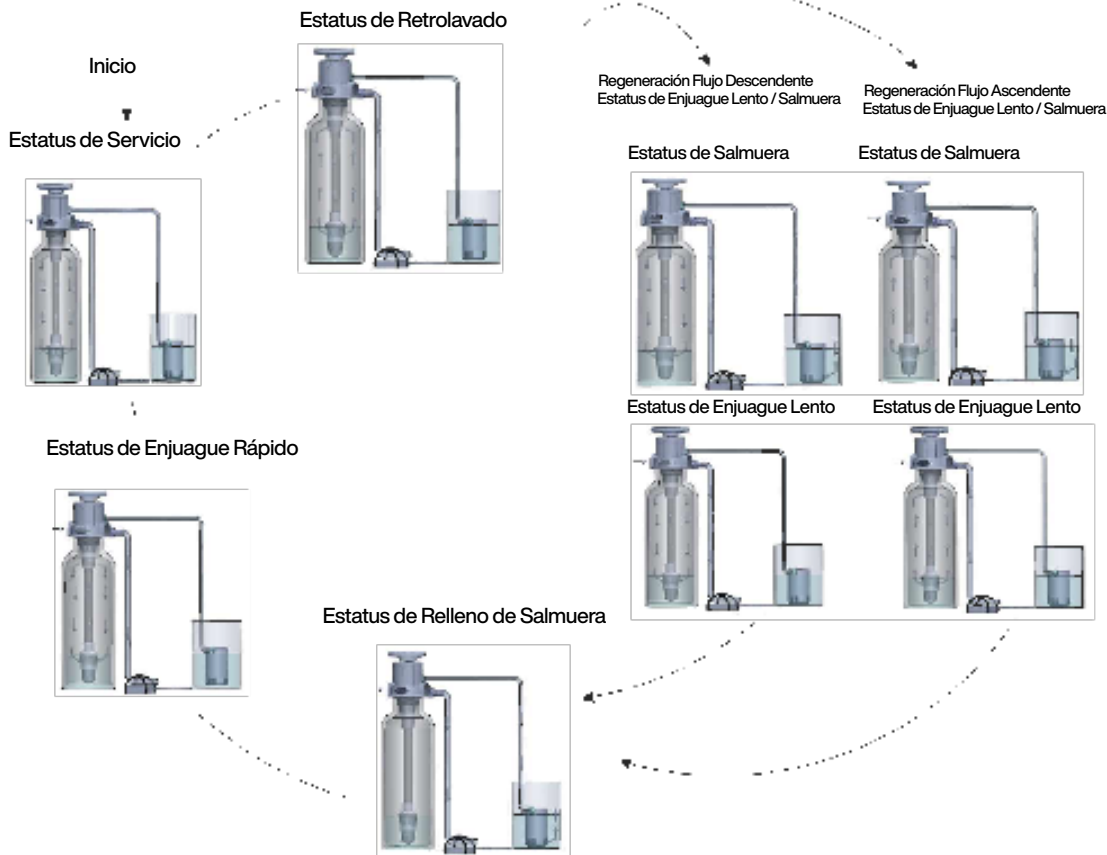 Estatus de Retrolavado
Inicio
Estatus de Servicio
Regeneración Flujo Descendente
Estatus de Enjuague Lento / Salmuera
Regeneración Flujo Ascendente
Estatus de Enjuague Lento / Salmuera
Estatus de Salmuera
Estatus de Salmuera
Estatus de Enjuague Lento
Estatus de Enjuague Lento
Estatus de Enjuague Rápido
Estatus de Relleno de Salmuera